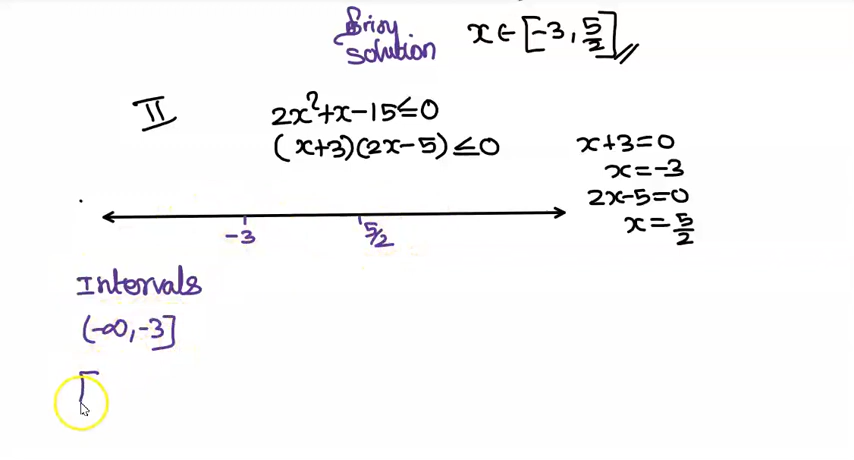 solution x∈[-3, 5/2]
II 2x²+x-15≤0
(x+3)(2x-5)≤0
x+3=0
x=-3
2x-5=0
x=5/2
-3 5/2
Intervals
(-∞,-3]
[